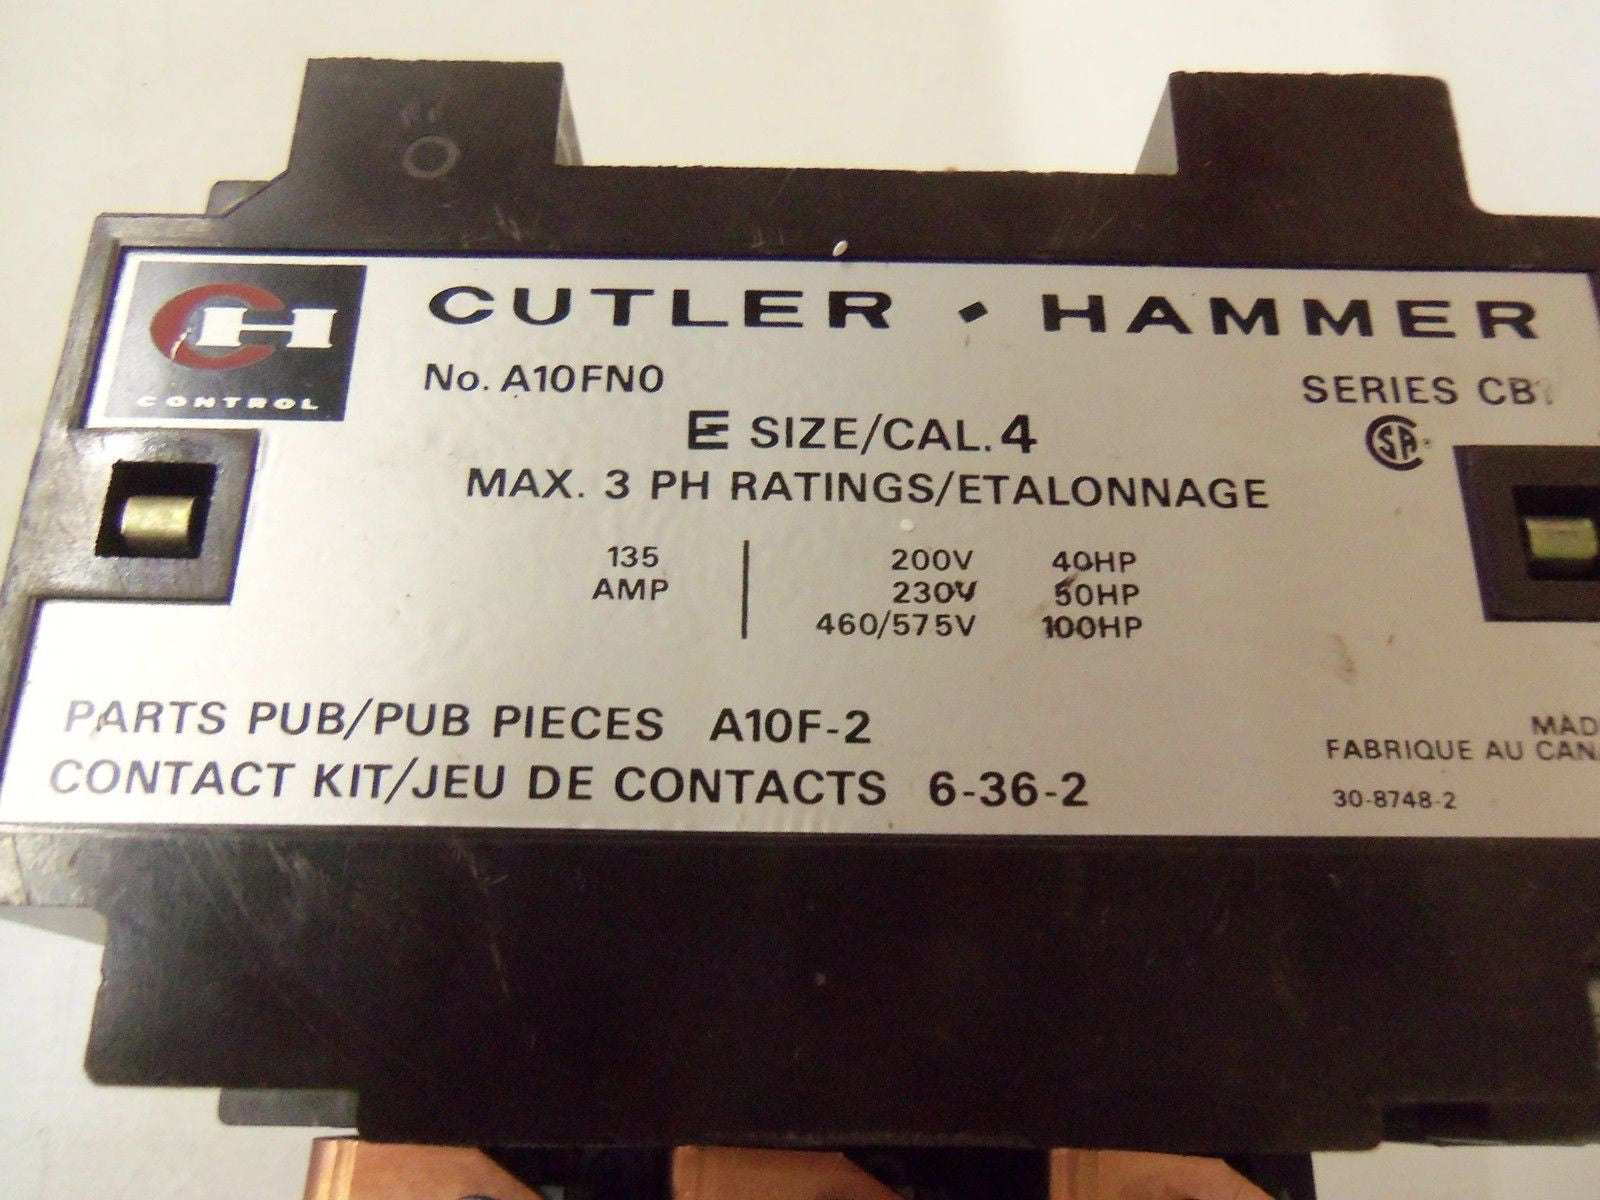 CH
CONTROL
CUTLER • HAMMER
No. A10FN0
SERIES
E SIZE/CAL. 4
MAX. 3 PH RATINGS/ETALONNAGE
135 AMP
200V 40HP
230V 50HP
460/575V 100HP
PARTS PUB/PUB PIECES A10F-2
CONTACT KIT/JEU DE CONTACTS 6-36-2
FABRIQUE AU
30-8748-2